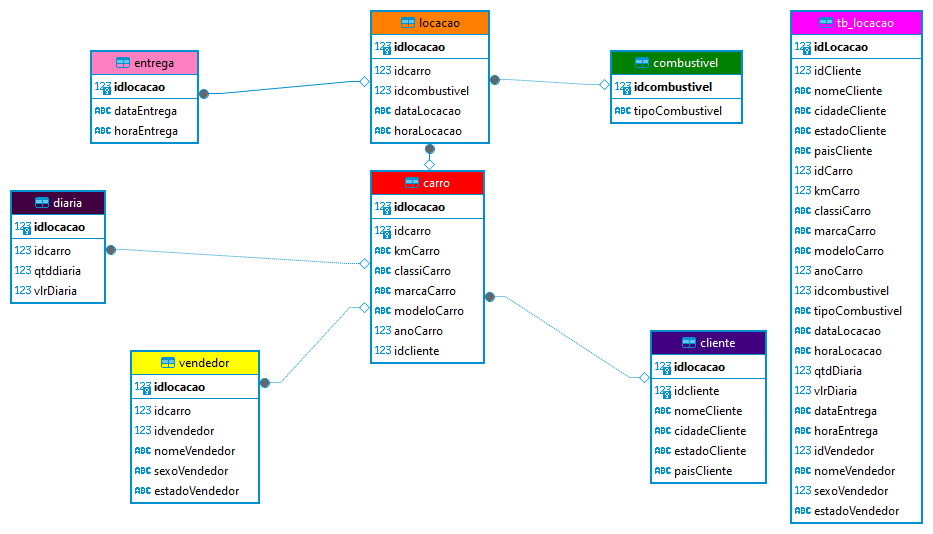 locacao
123 idlocacao
123 idcarro
123 idcombustivel
ABC dataLocacao
ABC horaLocacao
entrega
123 idlocacao
ABC dataEntrega
ABC horaEntrega
combustivel
123 idcombustivel
ABC tipoCombustivel
carro
123 idlocacao
123 idcarro
ABC kmCarro
ABC classiCarro
ABC marcaCarro
ABC modeloCarro
123 anoCarro
123 idcliente
diaria
123 idlocacao
123 idcarro
123 qtddiaria
123 vlrDiaria
vendedor
123 idlocacao
123 idcarro
123 idvendedor
ABC nomeVendedor
ABC sexoVendedor
ABC estadoVendedor
cliente
123 idlocacao
123 idcliente
ABC nomeCliente
ABC cidadeCliente
ABC estadoCliente
ABC paisCliente
tb_locacao
123 idLocacao
123 idCliente
ABC nomeCliente
ABC cidadeCliente
ABC estadoCliente
ABC paisCliente
123 idCarro
123 kmCarro
ABC classiCarro
ABC marcaCarro
ABC modeloCarro
123 anoCarro
123 idcombustivel
ABC tipoCombustivel
ABC dataLocacao
ABC horaLocacao
123 qtdDiaria
123 vlrDiaria
ABC dataEntrega
ABC horaEntrega
123 idVendedor
ABC nomeVendedor
123 sexoVendedor
ABC estadoVendedor